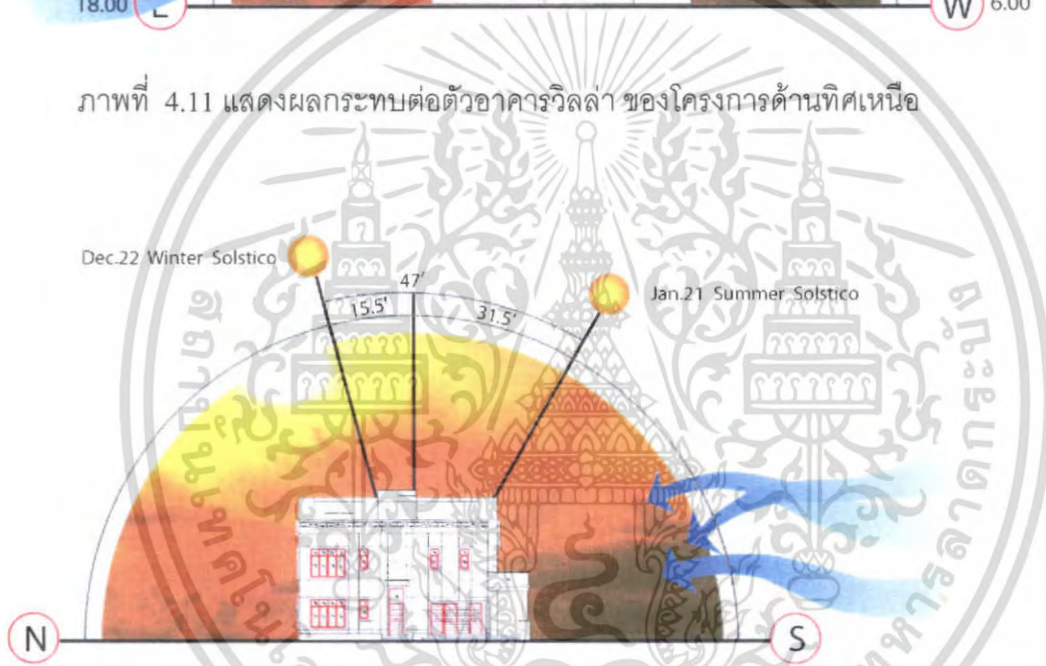 18.00 E W 6.00
ภาพที่ 4.11 แสดงผลกระทบต่อตัวอาคารวิลล่า ของโครงการด้านทิศเหนือ
Dec.22 Winter Solstico
47'
15.5'
31.5'
Jan.21 Summer Solstico
N S